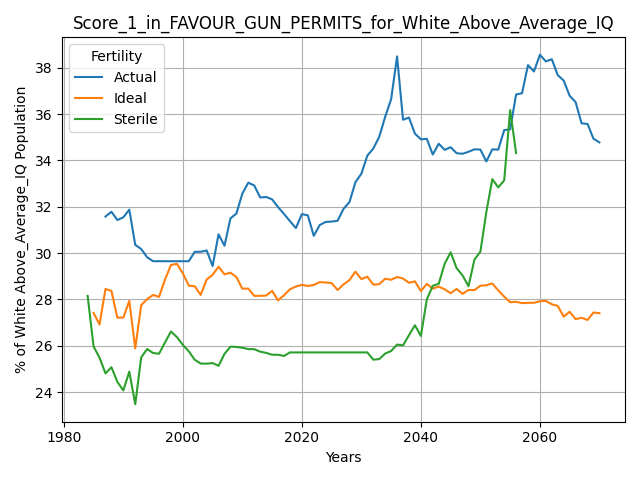 Score_1_in_FAVOUR_GUN_PERMITS_for_White_Above_Average_IQ
Fertility
Actual
Ideal
Sterile
% of White Above_Average_IQ Population
38
36
34
32
30
28
26
24
1980
2000
2020
2040
2060
Years